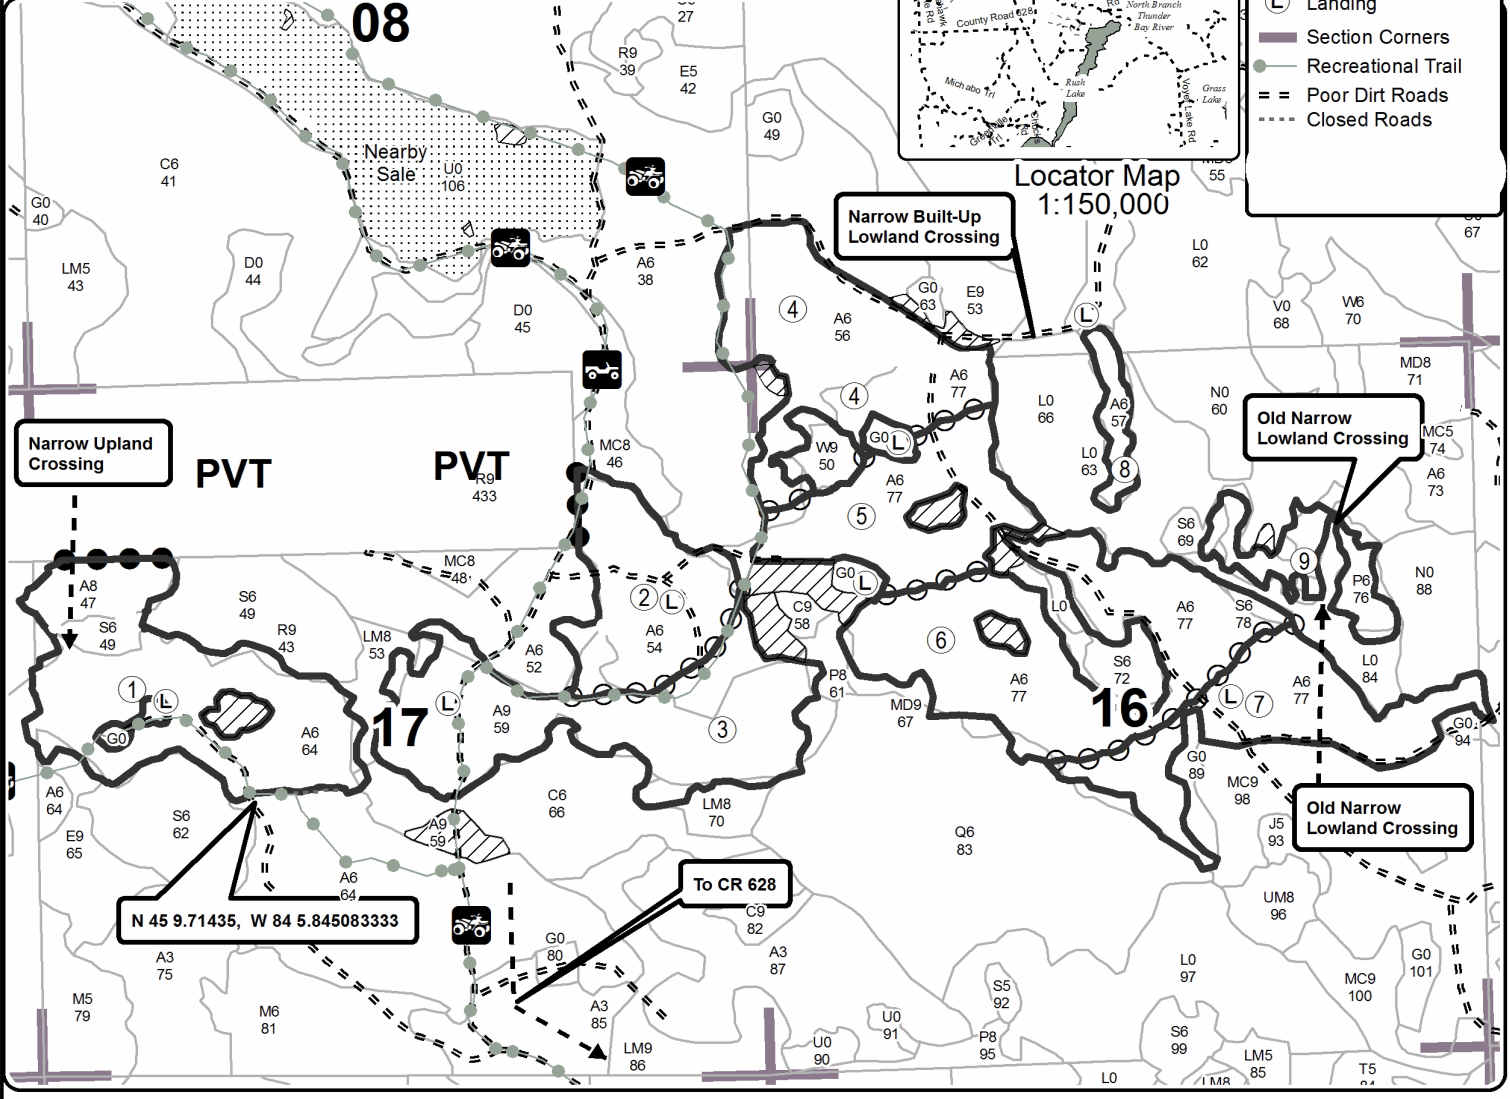 08
27
R9
39
E5
42
G0
49
C6
41
Nearby
Sale
U0
106
G0
40
LM5
43
D0
44
D0
45
A6
38
County Road 628
North Branch
Thunder
Bay River
Michabo Trl
Rush
Lake
Grass
Lake
Landing
L
Section Corners
Recreational Trail
Poor Dirt Roads
Closed Roads
Locator Map
1:150,000
55
67
Narrow Built-Up
Lowland Crossing
L0
62
G0
63
E9
53
4
A6
56
L
V0
68
W6
70
MD8
71
4
A6
77
L0
66
A6
57
N0
60
Old Narrow
Lowland Crossing
MC5
74
A6
73
Narrow Upland
Crossing
PVT
PVT
R9
433
MC8
46
W9
50
G0
L
A6
77
5
L0
63
8
S6
69
9
P6
76
N0
88
A8
47
S6
49
S6
49
R9
43
MC8
48
LM8
53
A6
52
2
L
A6
54
G0
L
C9
58
6
L0
A6
77
S6
78
S6
72
A6
77
P8
61
MD9
67
A6
77
L0
84
1
L
G0
A6
64
17
L
A9
59
3
16
L
7
G0
94
G0
89
MC9
98
A6
64
E9
65
S6
62
C6
66
LM8
70
A9
59
Q6
83
J5
93
Old Narrow
Lowland Crossing
A6
64
N 45 9.71435, W 84 5.845083333
To CR 628
C9
82
UM8
96
A3
75
G0
80
A3
87
L0
97
G0
101
MC9
100
M5
79
M6
81
A3
85
LM9
86
S5
92
U0
91
U0
90
P8
95
S6
99
LM5
85
T5
L0
LM8